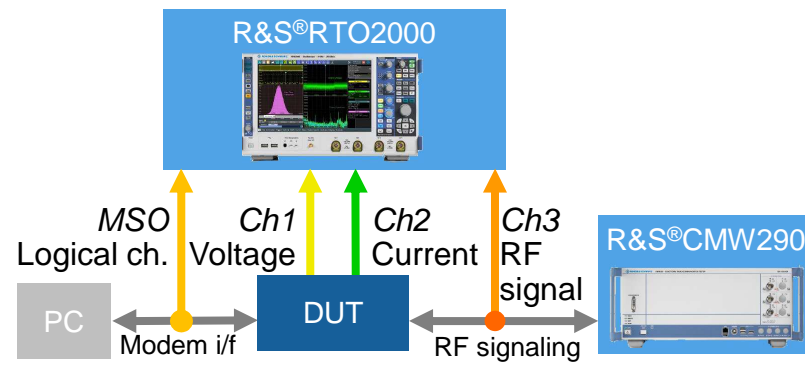 R&S®RTO2000
MSO
Logical ch.
Ch1
Voltage
Ch2
Current
Ch3
RF
signal
R&S®CMW290
PC
Modem i/f
DUT
RF signaling